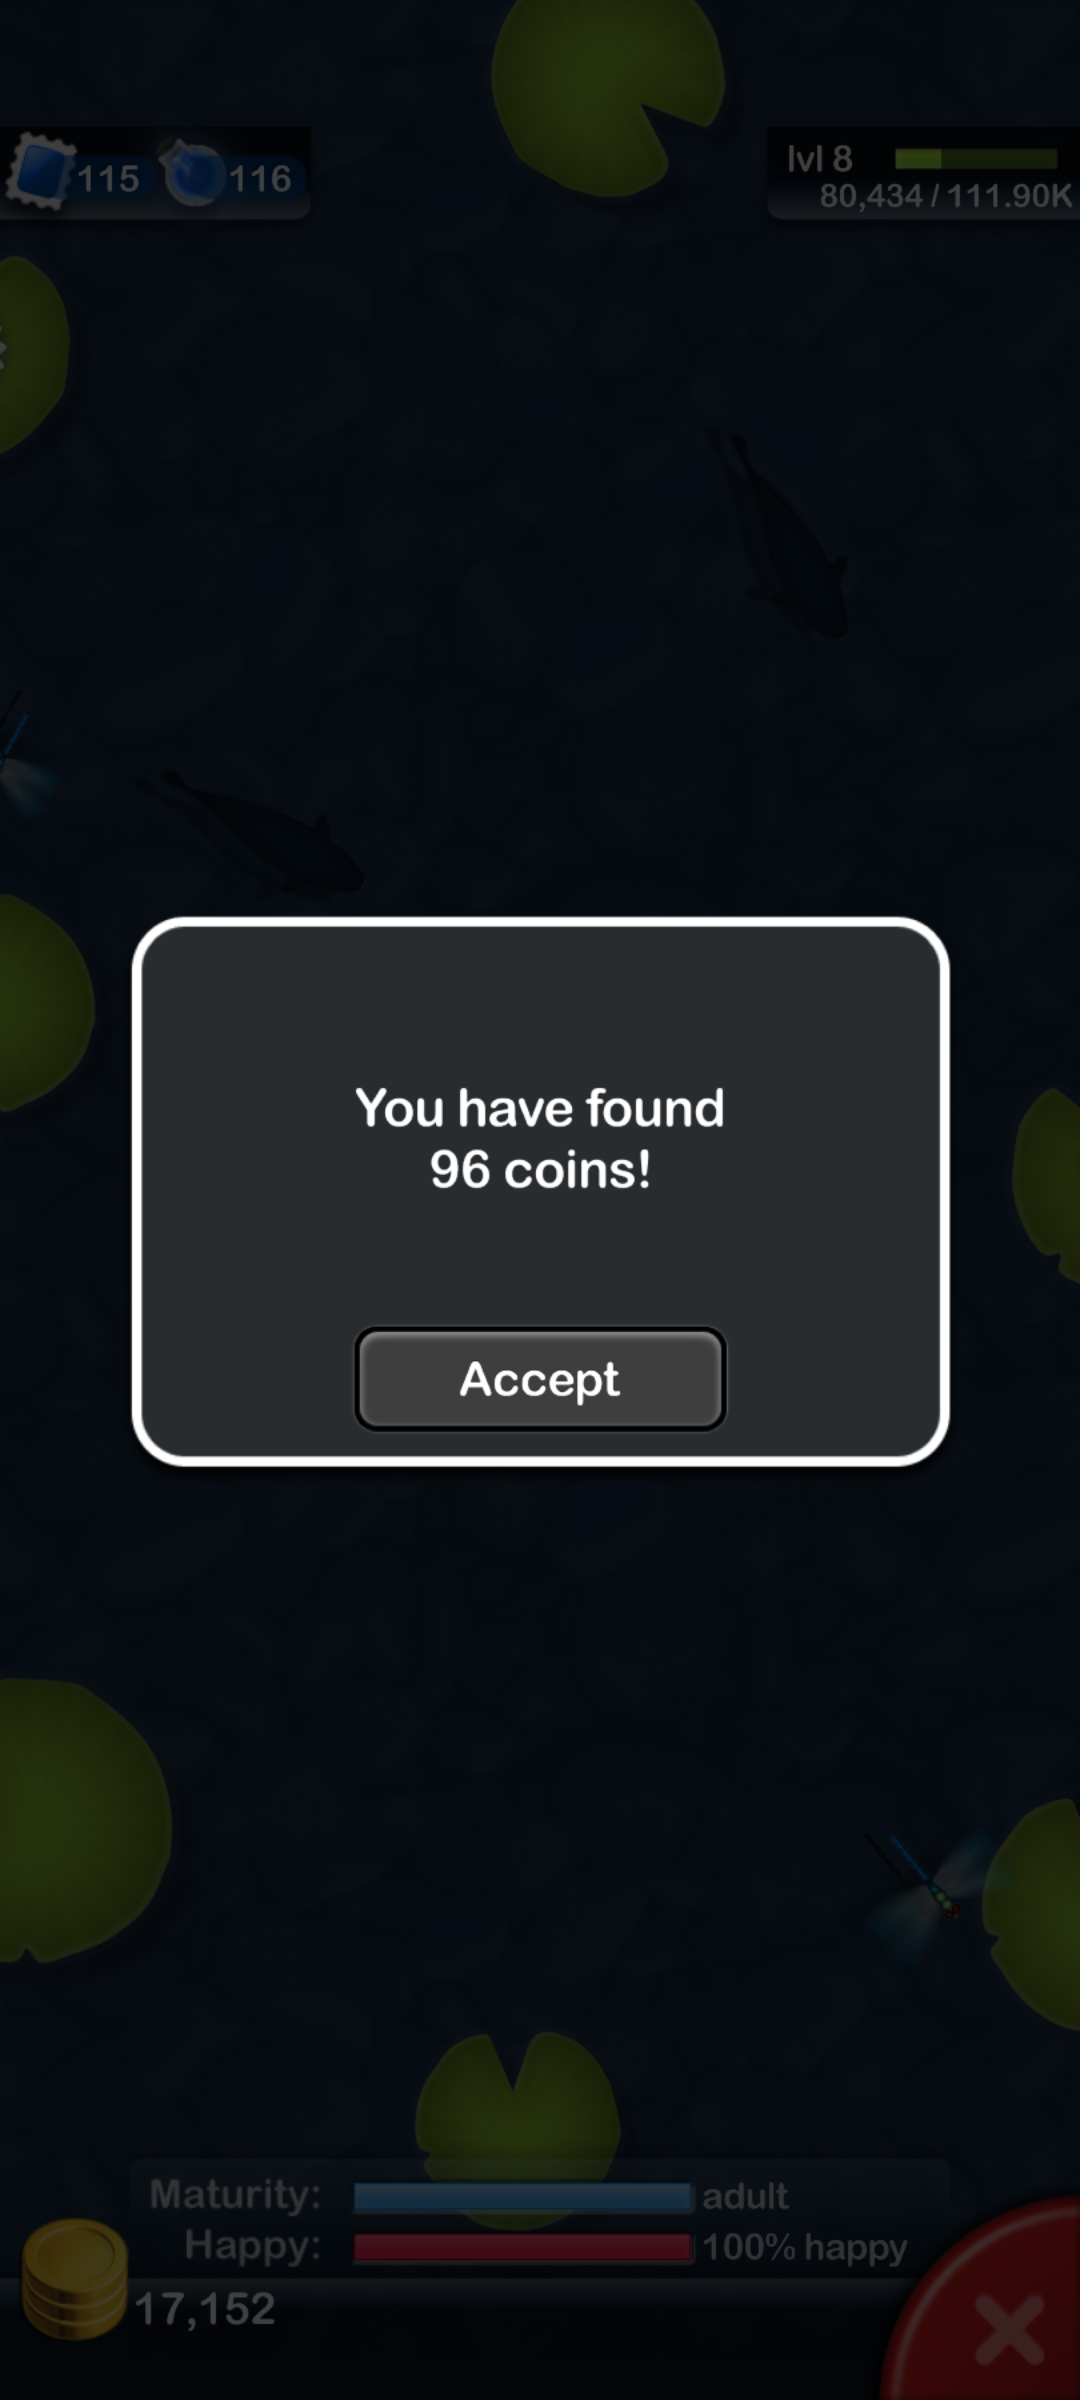 115 116
lvl 8
80,434 / 111.90K
You have found
96 coins!
Accept
Maturity: adult
Happy: 100% happy
17,152